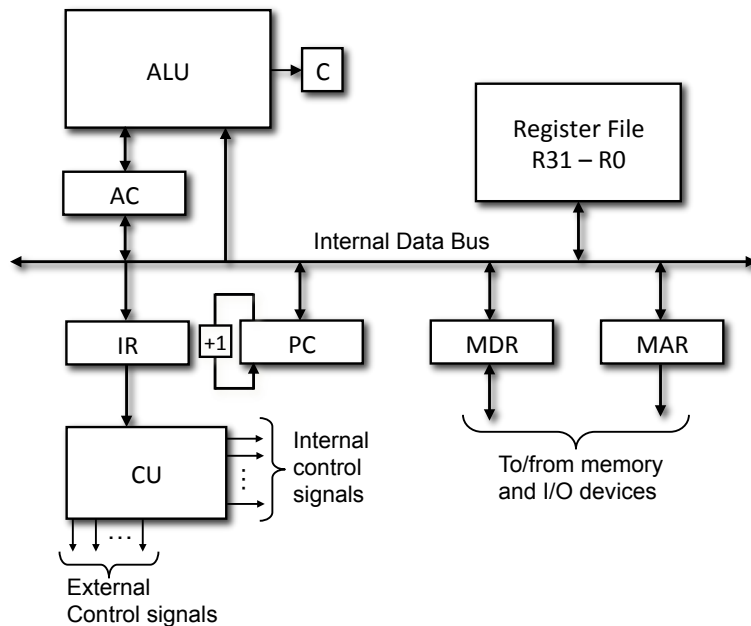 ALU
C
Register File
R31 – R0
AC
Internal Data Bus
IR
+1
PC
MDR
MAR
CU
Internal
control
signals
To/from memory
and I/O devices
External
Control signals